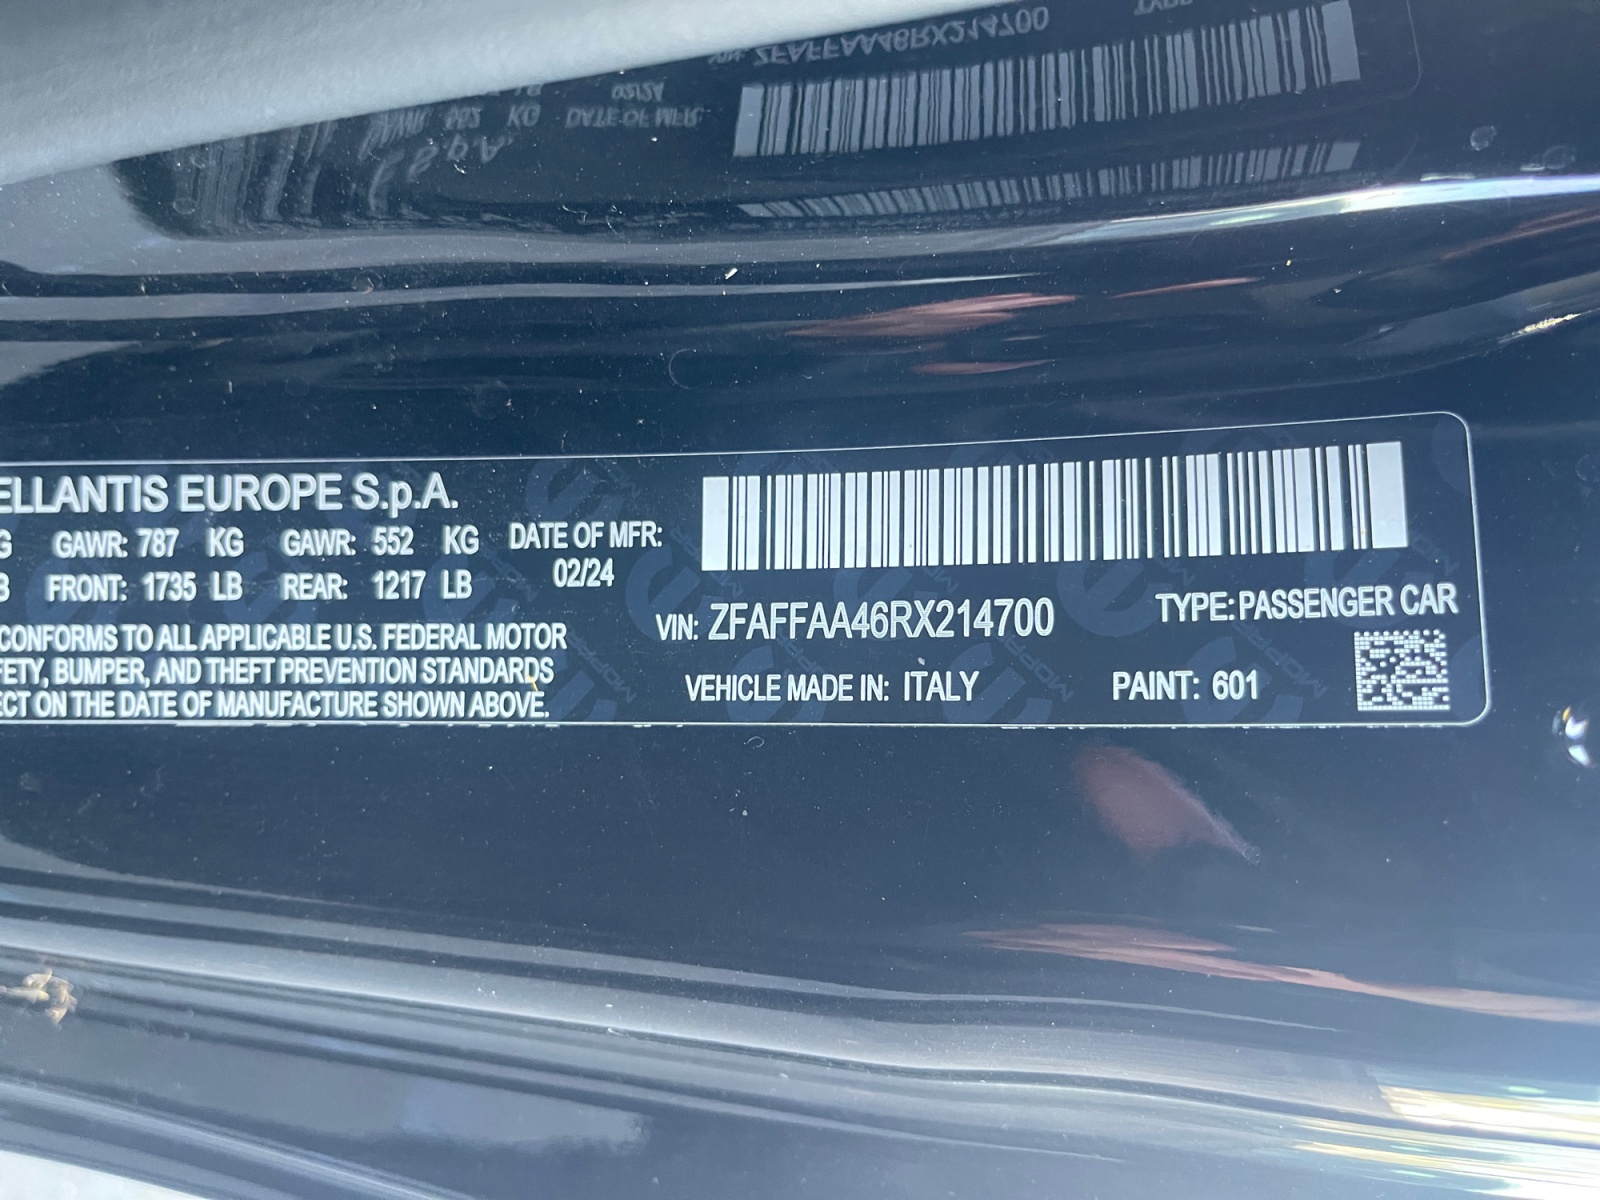 ELLANTIS EUROPE S.p.A.
G GAWR: 787 KG GAWR: 552 KG DATE OF MFR:
B FRONT: 1735 LB REAR: 1217 LB 02/24
CONFORMS TO ALL APPLICABLE U.S. FEDERAL MOTOR
FETY, BUMPER, AND THEFT PREVENTION STANDARDS
ECT ON THE DATE OF MANUFACTURE SHOWN ABOVE.
VIN: ZFAFFAA46RX214700
TYPE: PASSENGER CAR
VEHICLE MADE IN: ITALY
PAINT: 601